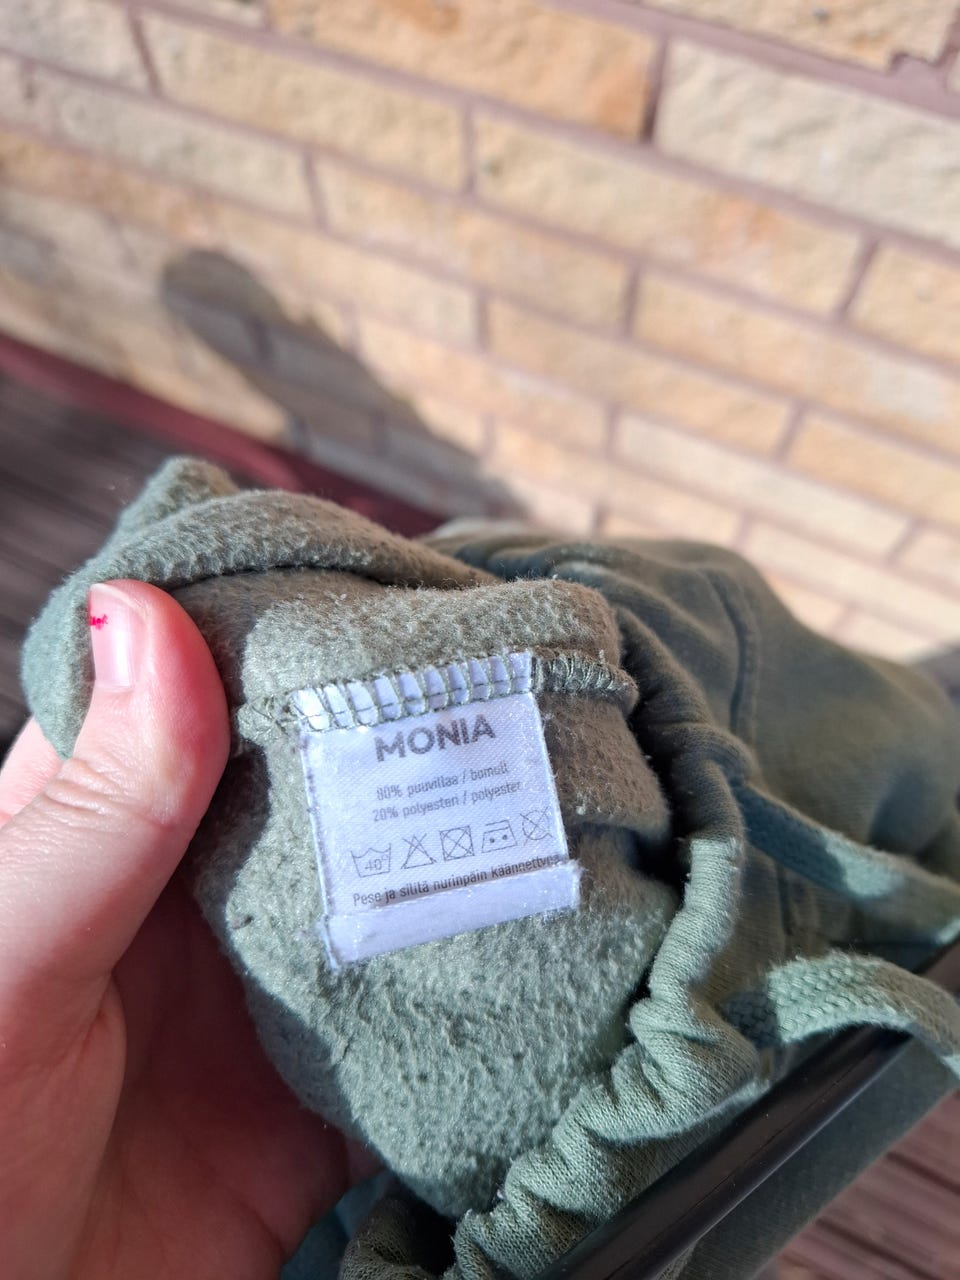 MONIA
80% puuvillaa / bomull
20% polyesteri / polyester
40°
Pese ja silitä nurinpäin käännettynä